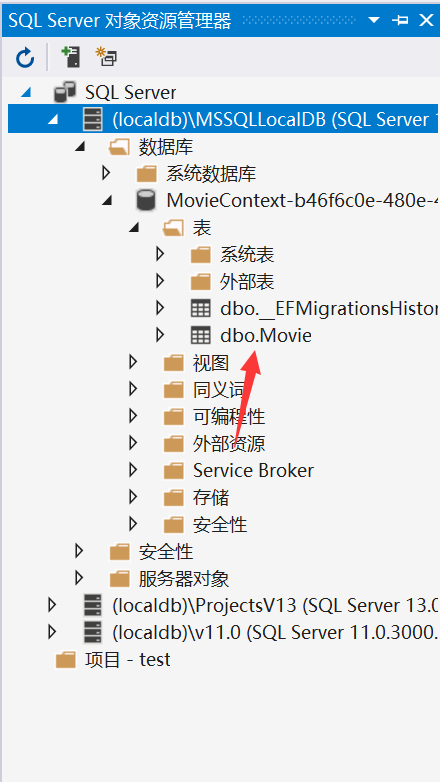 SQL Server 对象资源管理器
SQL Server
(localdb)\MSSQLLocalDB (SQL Server 1
数据库
系统数据库
MovieContext-b46f6c0e-480e-4
表
系统表
外部表
dbo.__EFMigrationsHistor
dbo.Movie
视图
同义词
可编程性
外部资源
Service Broker
存储
安全性
安全性
服务器对象
(localdb)\ProjectsV13 (SQL Server 13.0
(localdb)\v11.0 (SQL Server 11.0.3000.
项目 - test